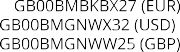 GB00BMBKBX27 (EUR)
GB00BMGNWX32 (USD)
GB00BMGNWW25 (GBP)